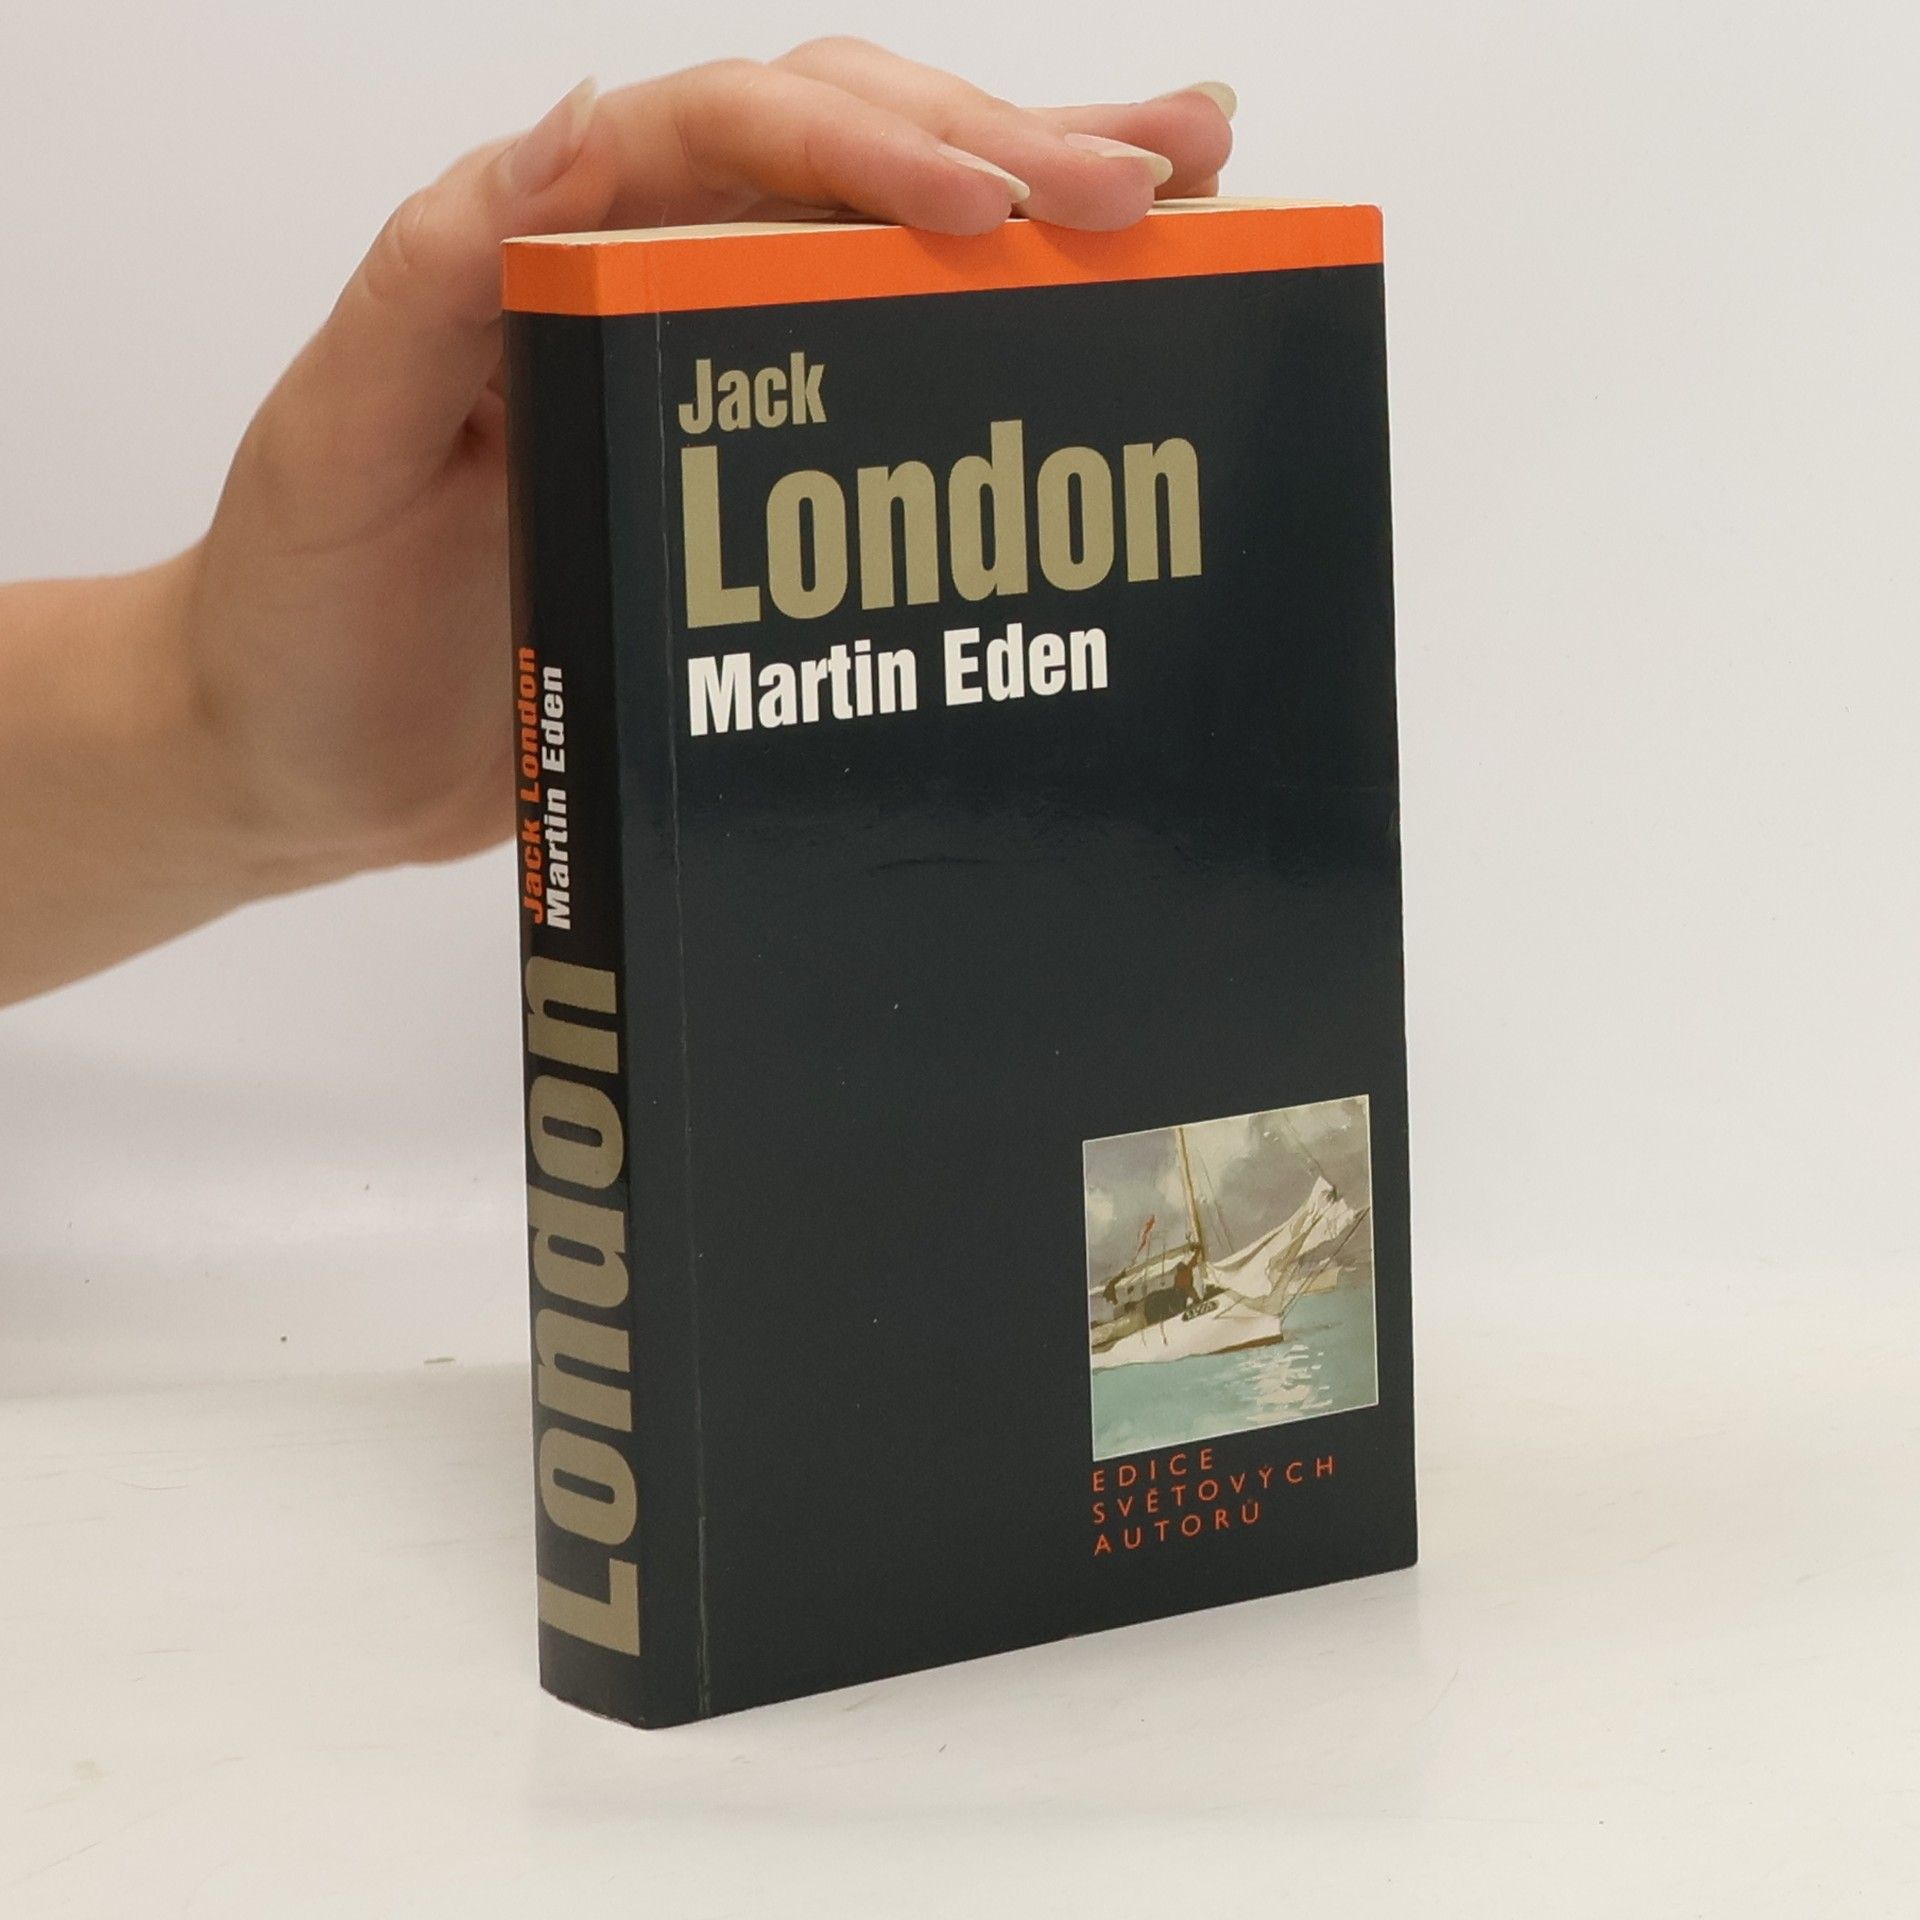 Jack
London
Martin Eden
EDICE
SVĚTOVÝCH
AUTORŮ
Jack London
Martin Eden
London